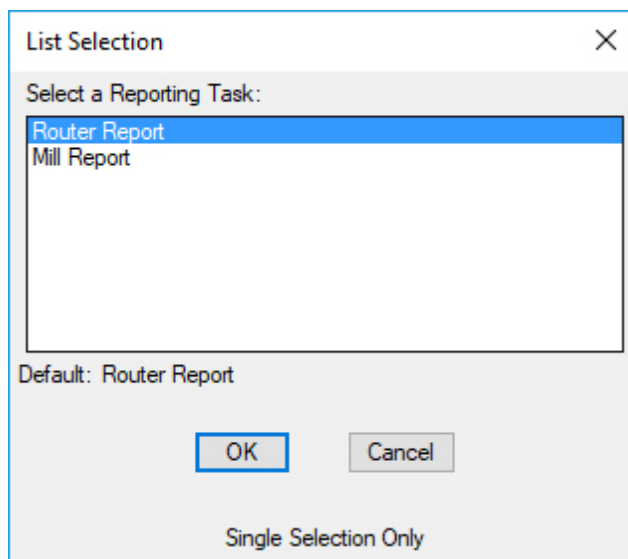 List Selection
Select a Reporting Task:
Router Report
Mill Report
Default: Router Report
OK Cancel
Single Selection Only